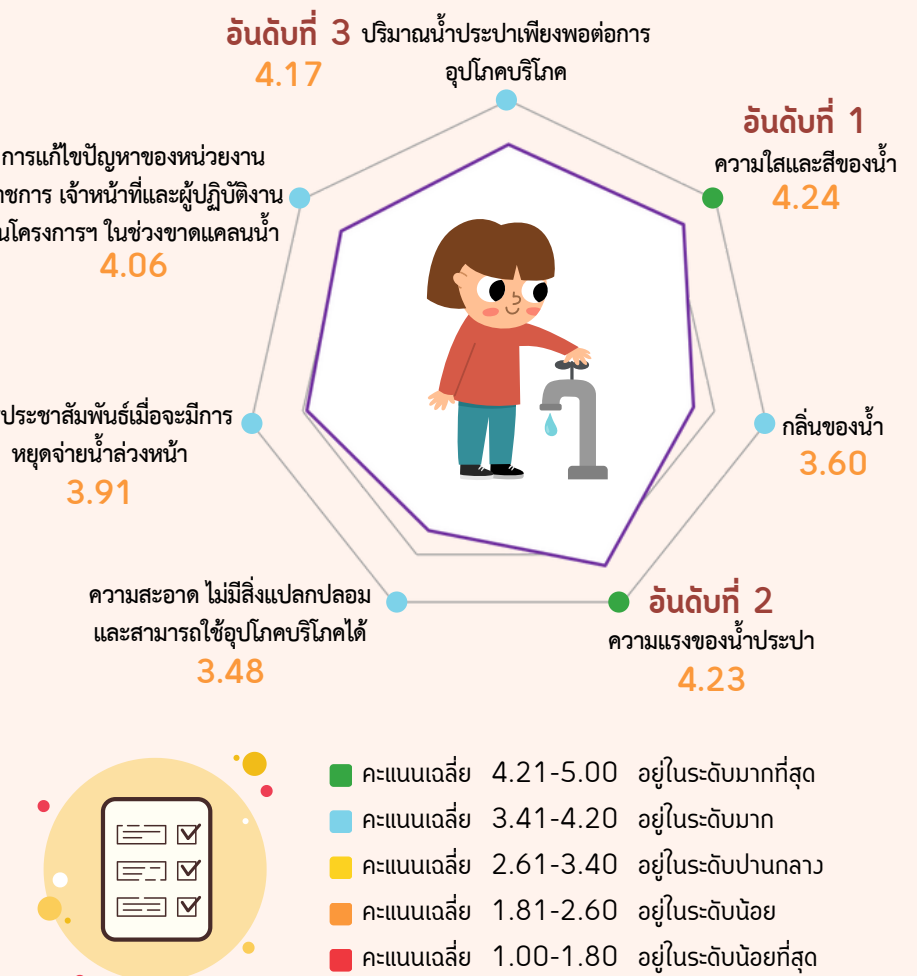 อันดับที่ 3 ปริมาณน้ำประปาเพียงพอต่อการ
อุปโภคบริโภค
4.17
อันดับที่ 1
ความใสและสีของน้ำ
4.24
การแก้ไขปัญหาของหน่วยงาน
เจ้าหน้าที่และผู้ปฏิบัติงาน
ในช่วงขาดแคลนน้ำ
4.06
ประชาสัมพันธ์เมื่อจะมีการ
หยุดจ่ายน้ำล่วงหน้า
3.91
กลิ่นของน้ำ
3.60
ความสะอาด ไม่มีสิ่งแปลกปลอม
และสามารถใช้อุปโภคบริโภคได้
3.48
อันดับที่ 2
ความแรงของน้ำประปา
4.23
คะแนนเฉลี่ย 4.21-5.00 อยู่ในระดับมากที่สุด
คะแนนเฉลี่ย 3.41-4.20 อยู่ในระดับมาก
คะแนนเฉลี่ย 2.61-3.40 อยู่ในระดับปานกลาง
คะแนนเฉลี่ย 1.81-2.60 อยู่ในระดับน้อย
คะแนนเฉลี่ย 1.00-1.80 อยู่ในระดับน้อยที่สุด